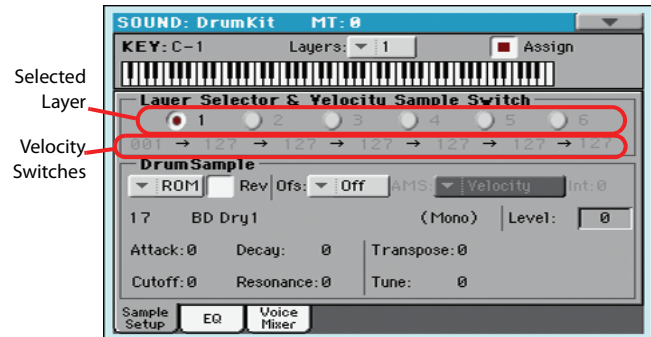 SOUND: DrumKit MT: 0
KEY: C-1 Layers: 1 Assign
Selected
Layer
Layer Selector & Velocity Sample Switch
1 2 3 4 5 6
Velocity
Switches
001 → 127 → 127 → 127 → 127 → 127 → 127
DrumSample
ROM Rev Ofs: Off AMS: Velocity Int:0
17 BD Dry1 (Mono) Level: 0
Attack:0 Decay: 0 Transpose:0
Cutoff:0 Resonance:0 Tune: 0
Sample
Setup
EQ
Voice
Mixer